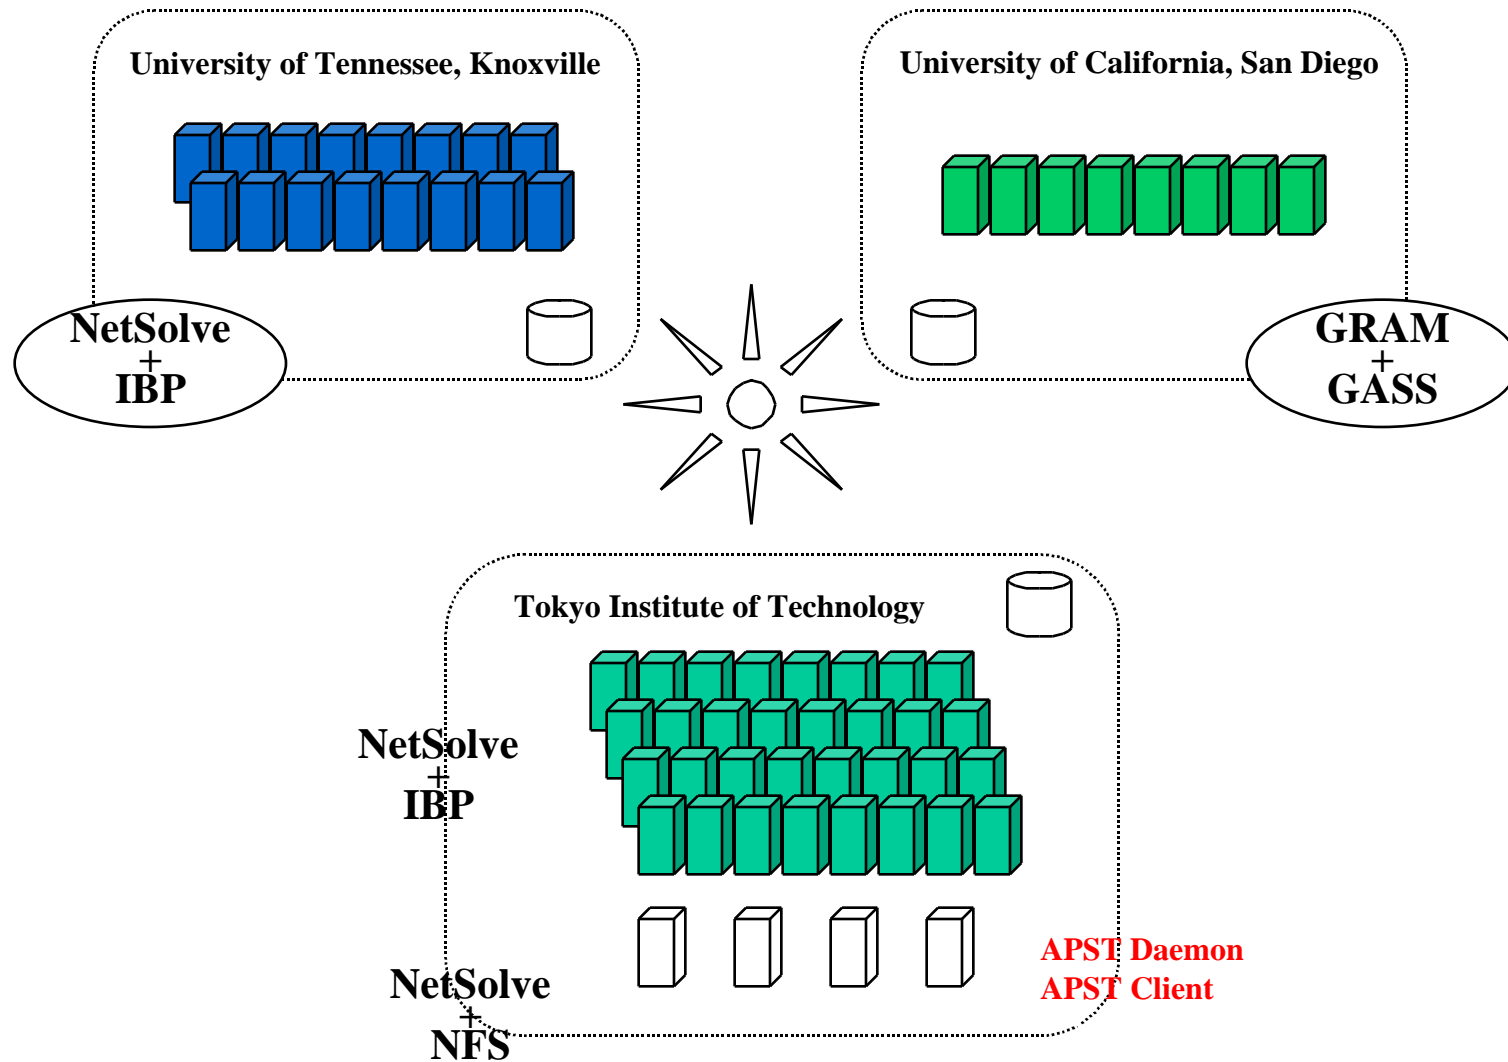 University of Tennessee, Knoxville
University of California, San Diego
NetSolve
+
IBP
GRAM
+
GASS
Tokyo Institute of Technology
NetSolve
+
IBP
APST Daemon
APST Client
NetSolve
+
NFS